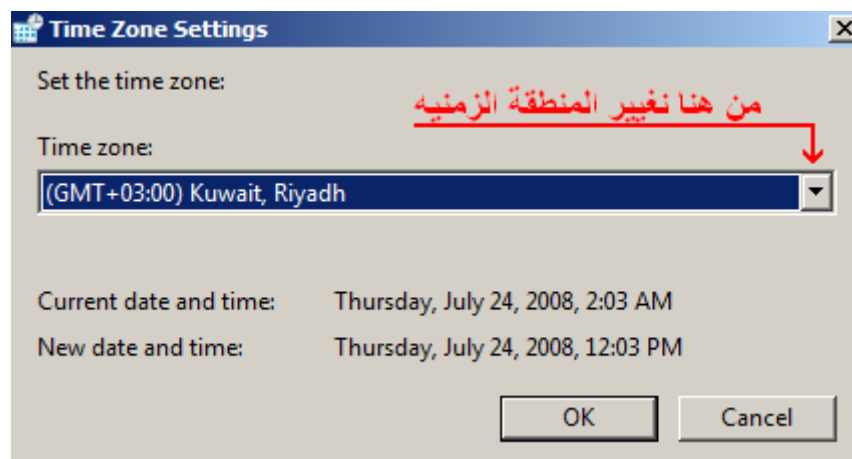 Time Zone Settings
Set the time zone:
من هنا نغيير المنطقة الزمنيه
Time zone:
(GMT+03:00) Kuwait, Riyadh
Current date and time: Thursday, July 24, 2008, 2:03 AM
New date and time: Thursday, July 24, 2008, 12:03 PM
OK Cancel